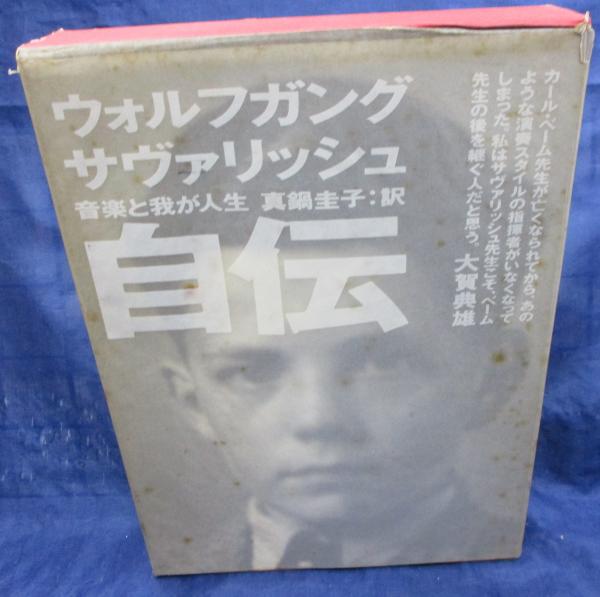 ウォルフガング
サヴァリッシュ
音楽と我が人生 真鍋圭子:訳
自伝
カール・ベーム先生が亡くなられてから、あの
ような演奏スタイルの指揮者がいなくなって
しまった。私はサヴァリッシュ先生こそ、ベーム
先生の後を継ぐ人だと思う。大賀典雄